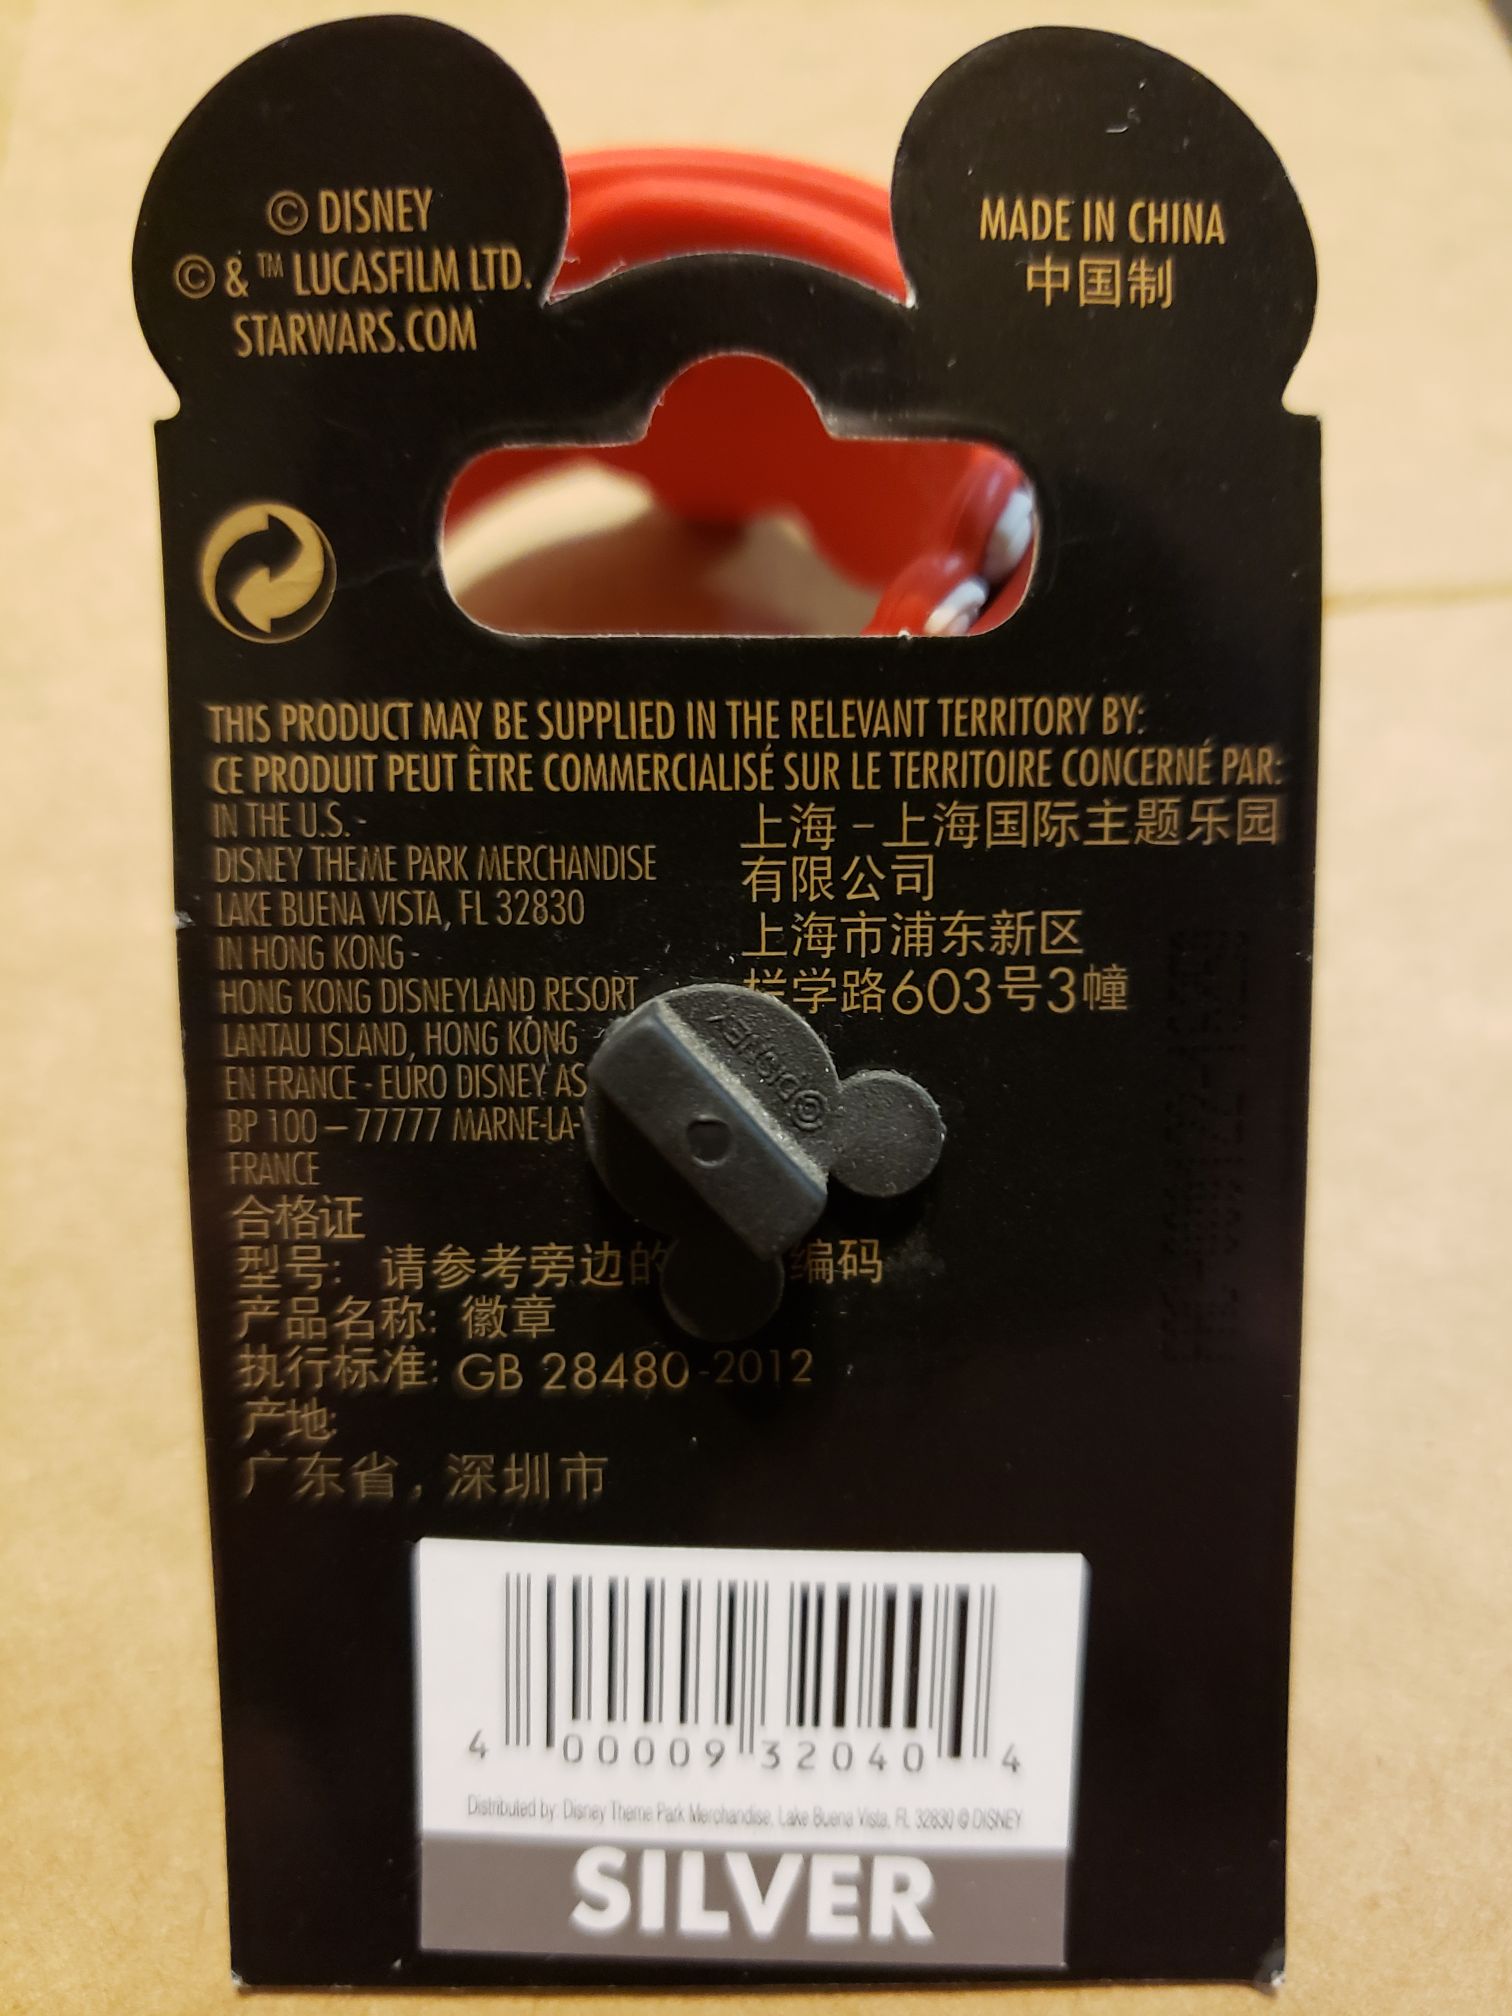 © DISNEY
© & ™ LUCASFILM LTD.
STARWARS.COM
MADE IN CHINA
中国制
THIS PRODUCT MAY BE SUPPLIED IN THE RELEVANT TERRITORY BY:
CE PRODUIT PEUT ÊTRE COMMERCIALISÉ SUR LE TERRITOIRE CONCERNÉ PAR:
IN THE U.S. -
DISNEY THEME PARK MERCHANDISE
LAKE BUENA VISTA, FL 32830
IN HONG KONG -
HONG KONG DISNEYLAND RESORT
LANTAU ISLAND, HONG KONG
EN FRANCE - EURO DISNEY AS
BP 100 – 77777 MARNE-LA-
FRANCE
上海 – 上海国际主题乐园
有限公司
上海市浦东新区
学路603号3幢
©DISNEY
合格证
型号: 请参考旁边的 编码
产品名称: 徽章
执行标准: GB 28480-2012
产地:
广东省, 深圳市
4 00009 32040 4
Distributed by: Disney Theme Park Merchandise, Lake Buena Vista, FL 32830 © DISNEY
SILVER